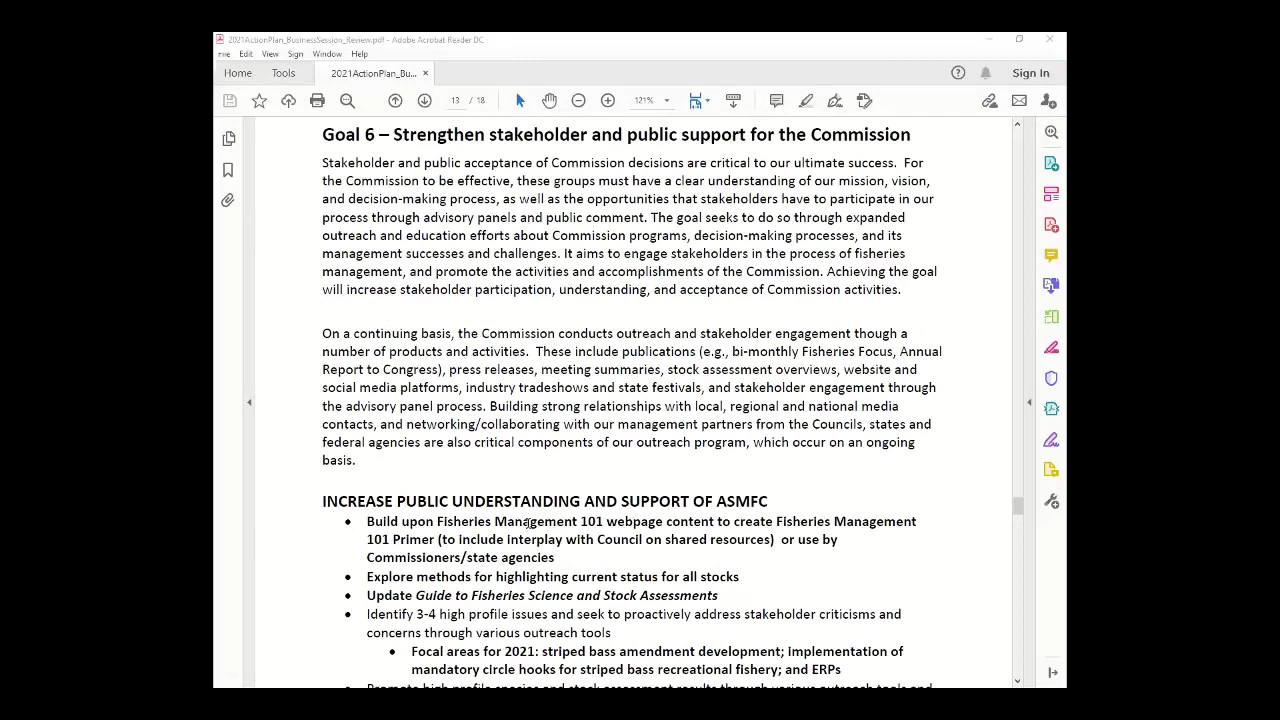 2021ActionPlan_BusinessSession_Review.pdf - Adobe Acrobat Reader DC
File Edit View Sign Window Help
Home Tools 2021ActionPlan_Bu... × Sign In
13 / 18 121%
Goal 6 – Strengthen stakeholder and public support for the Commission
Stakeholder and public acceptance of Commission decisions are critical to our ultimate success. For
the Commission to be effective, these groups must have a clear understanding of our mission, vision,
and decision-making process, as well as the opportunities that stakeholders have to participate in our
process through advisory panels and public comment. The goal seeks to do so through expanded
outreach and education efforts about Commission programs, decision-making processes, and its
management successes and challenges. It aims to engage stakeholders in the process of fisheries
management, and promote the activities and accomplishments of the Commission. Achieving the goal
will increase stakeholder participation, understanding, and acceptance of Commission activities.
On a continuing basis, the Commission conducts outreach and stakeholder engagement though a
number of products and activities. These include publications (e.g., bi-monthly Fisheries Focus, Annual
Report to Congress), press releases, meeting summaries, stock assessment overviews, website and
social media platforms, industry tradeshows and state festivals, and stakeholder engagement through
the advisory panel process. Building strong relationships with local, regional and national media
contacts, and networking/collaborating with our management partners from the Councils, states and
federal agencies are also critical components of our outreach program, which occur on an ongoing
basis.
INCREASE PUBLIC UNDERSTANDING AND SUPPORT OF ASMFC
• Build upon Fisheries Management 101 webpage content to create Fisheries Management
101 Primer (to include interplay with Council on shared resources) or use by
Commissioners/state agencies
• Explore methods for highlighting current status for all stocks
• Update Guide to Fisheries Science and Stock Assessments
• Identify 3-4 high profile issues and seek to proactively address stakeholder criticisms and
concerns through various outreach tools
• Focal areas for 2021: striped bass amendment development; implementation of
mandatory circle hooks for striped bass recreational fishery; and ERPs
• Promote high profile species and stock assessment results through various outreach tools and